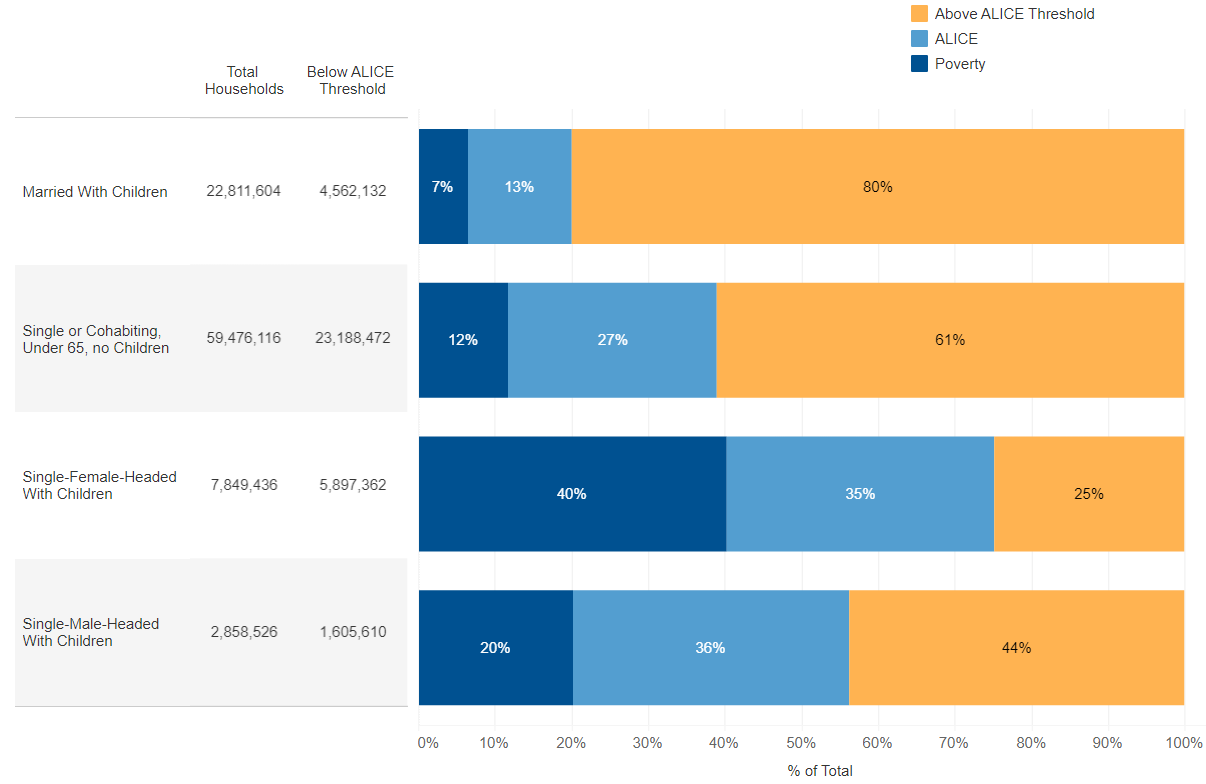 Above ALICE Threshold
ALICE
Poverty
Total Households
Below ALICE Threshold
Married With Children
22,811,604
4,562,132
7%
13%
80%
Single or Cohabiting,
Under 65, no Children
59,476,116
23,188,472
12%
27%
61%
Single-Female-Headed
With Children
7,849,436
5,897,362
40%
35%
25%
Single-Male-Headed
With Children
2,858,526
1,605,610
20%
36%
44%
0%
10%
20%
30%
40%
50%
60%
70%
80%
90%
100%
% of Total